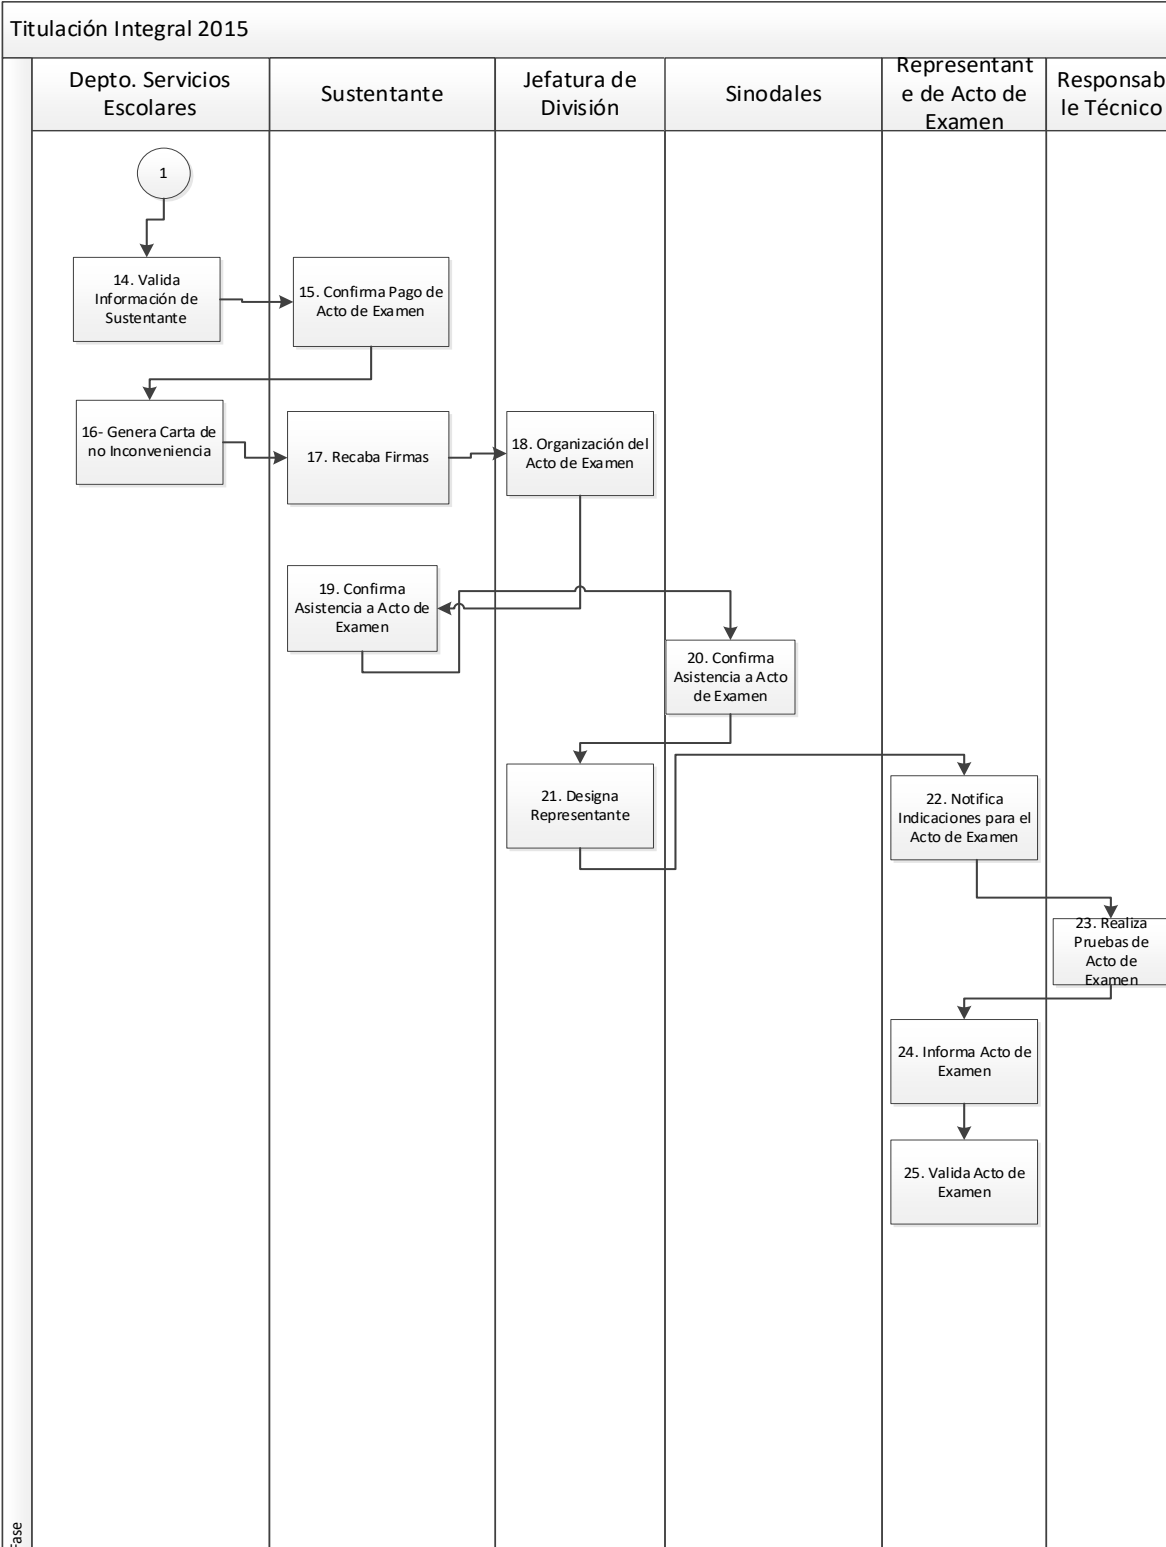 Titulación Integral 2015
Depto. Servicios
Escolares
Sustentante
Jefatura de
División
Sinodales
Representant
e de Acto de
Examen
Responsab
le Técnico
1
14. Valida
Información de
Sustentante
15. Confirma Pago de
Acto de Examen
16- Genera Carta de
no Inconveniencia
17. Recaba Firmas
18. Organización del
Acto de Examen
19. Confirma
Asistencia a Acto de
Examen
20. Confirma
Asistencia a Acto
de Examen
21. Designa
Representante
22. Notifica
Indicaciones para el
Acto de Examen
23. Realiza
Pruebas de
Acto de
Examen
24. Informa Acto de
Examen
25. Valida Acto de
Examen
Fase